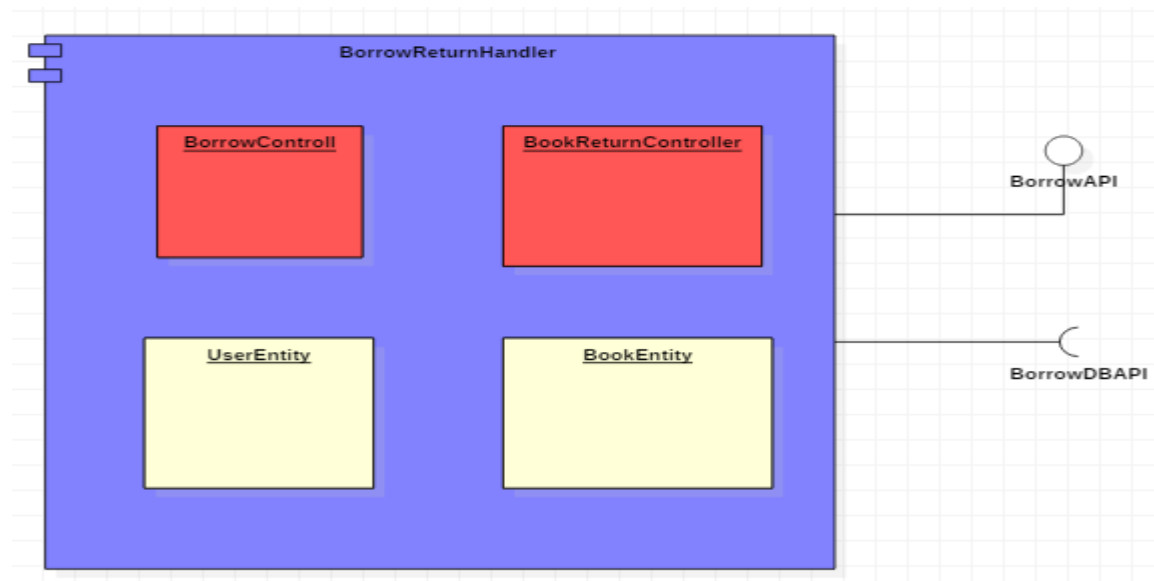 BorrowReturnHandler
BorrowControll
BookReturnController
BorrowAPI
UserEntity
BookEntity
BorrowDBAPI